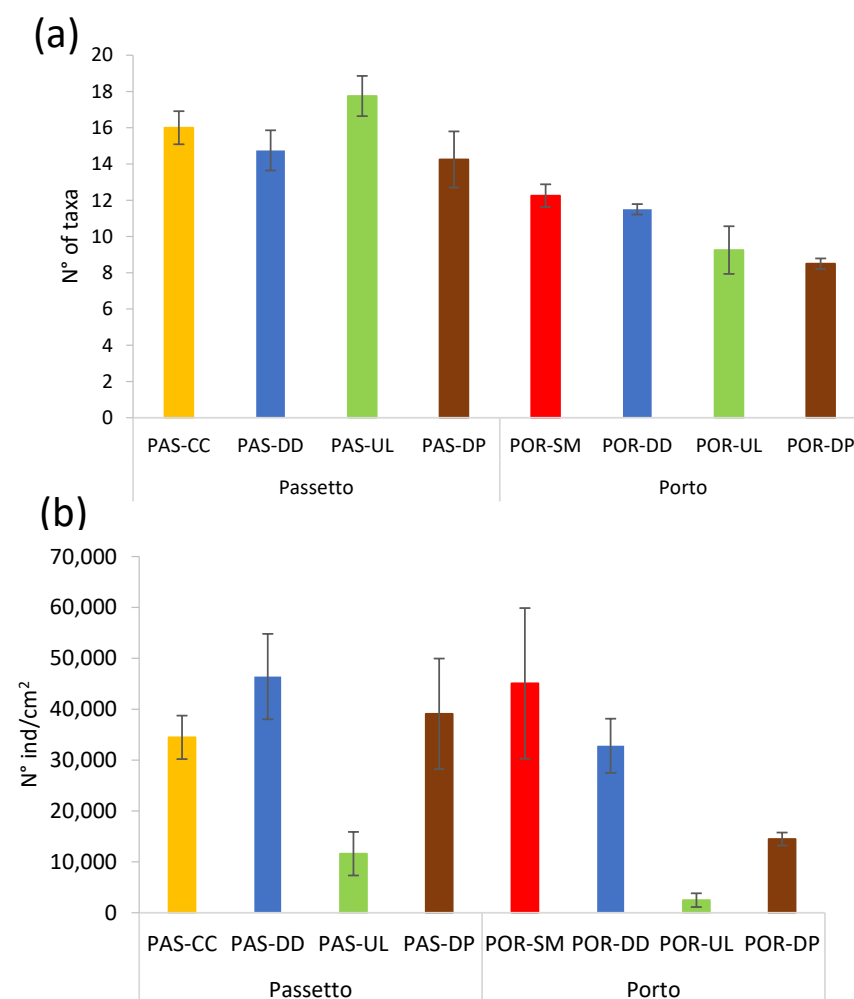 (a)
N° of taxa
20
18
16
14
12
10
8
6
4
2
0
PAS-CC PAS-DD PAS-UL PAS-DP POR-SM POR-DD POR-UL POR-DP
Passetto Porto
(b)
N° ind/cm²
70,000
60,000
50,000
40,000
30,000
20,000
10,000
0
PAS-CC PAS-DD PAS-UL PAS-DP POR-SM POR-DD POR-UL POR-DP
Passetto Porto